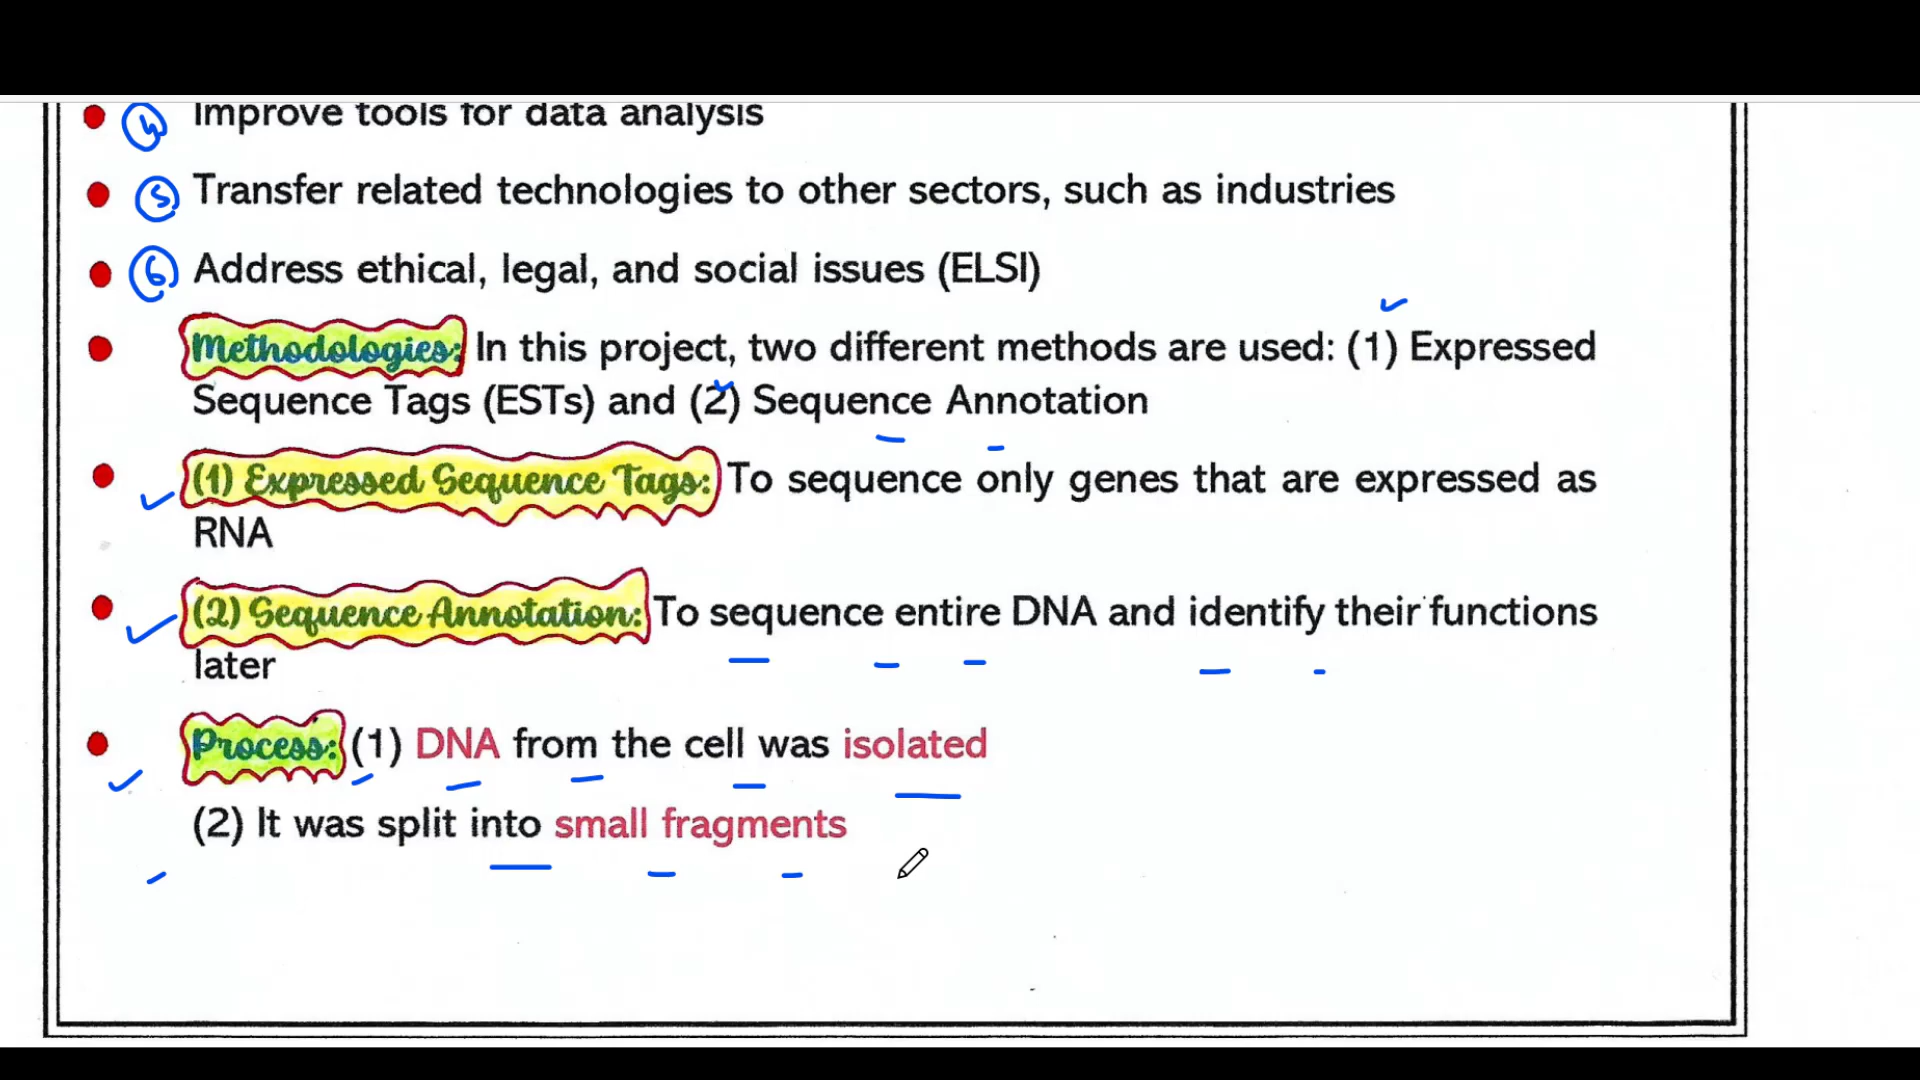 4 Improve tools for data analysis
5 Transfer related technologies to other sectors, such as industries
6 Address ethical, legal, and social issues (ELSI)
Methodologies: In this project, two different methods are used: (1) Expressed
Sequence Tags (ESTs) and (2) Sequence Annotation
(1) Expressed Sequence Tags: To sequence only genes that are expressed as
RNA
(2) Sequence Annotation: To sequence entire DNA and identify their functions
later
Process: (1) DNA from the cell was isolated
(2) It was split into small fragments